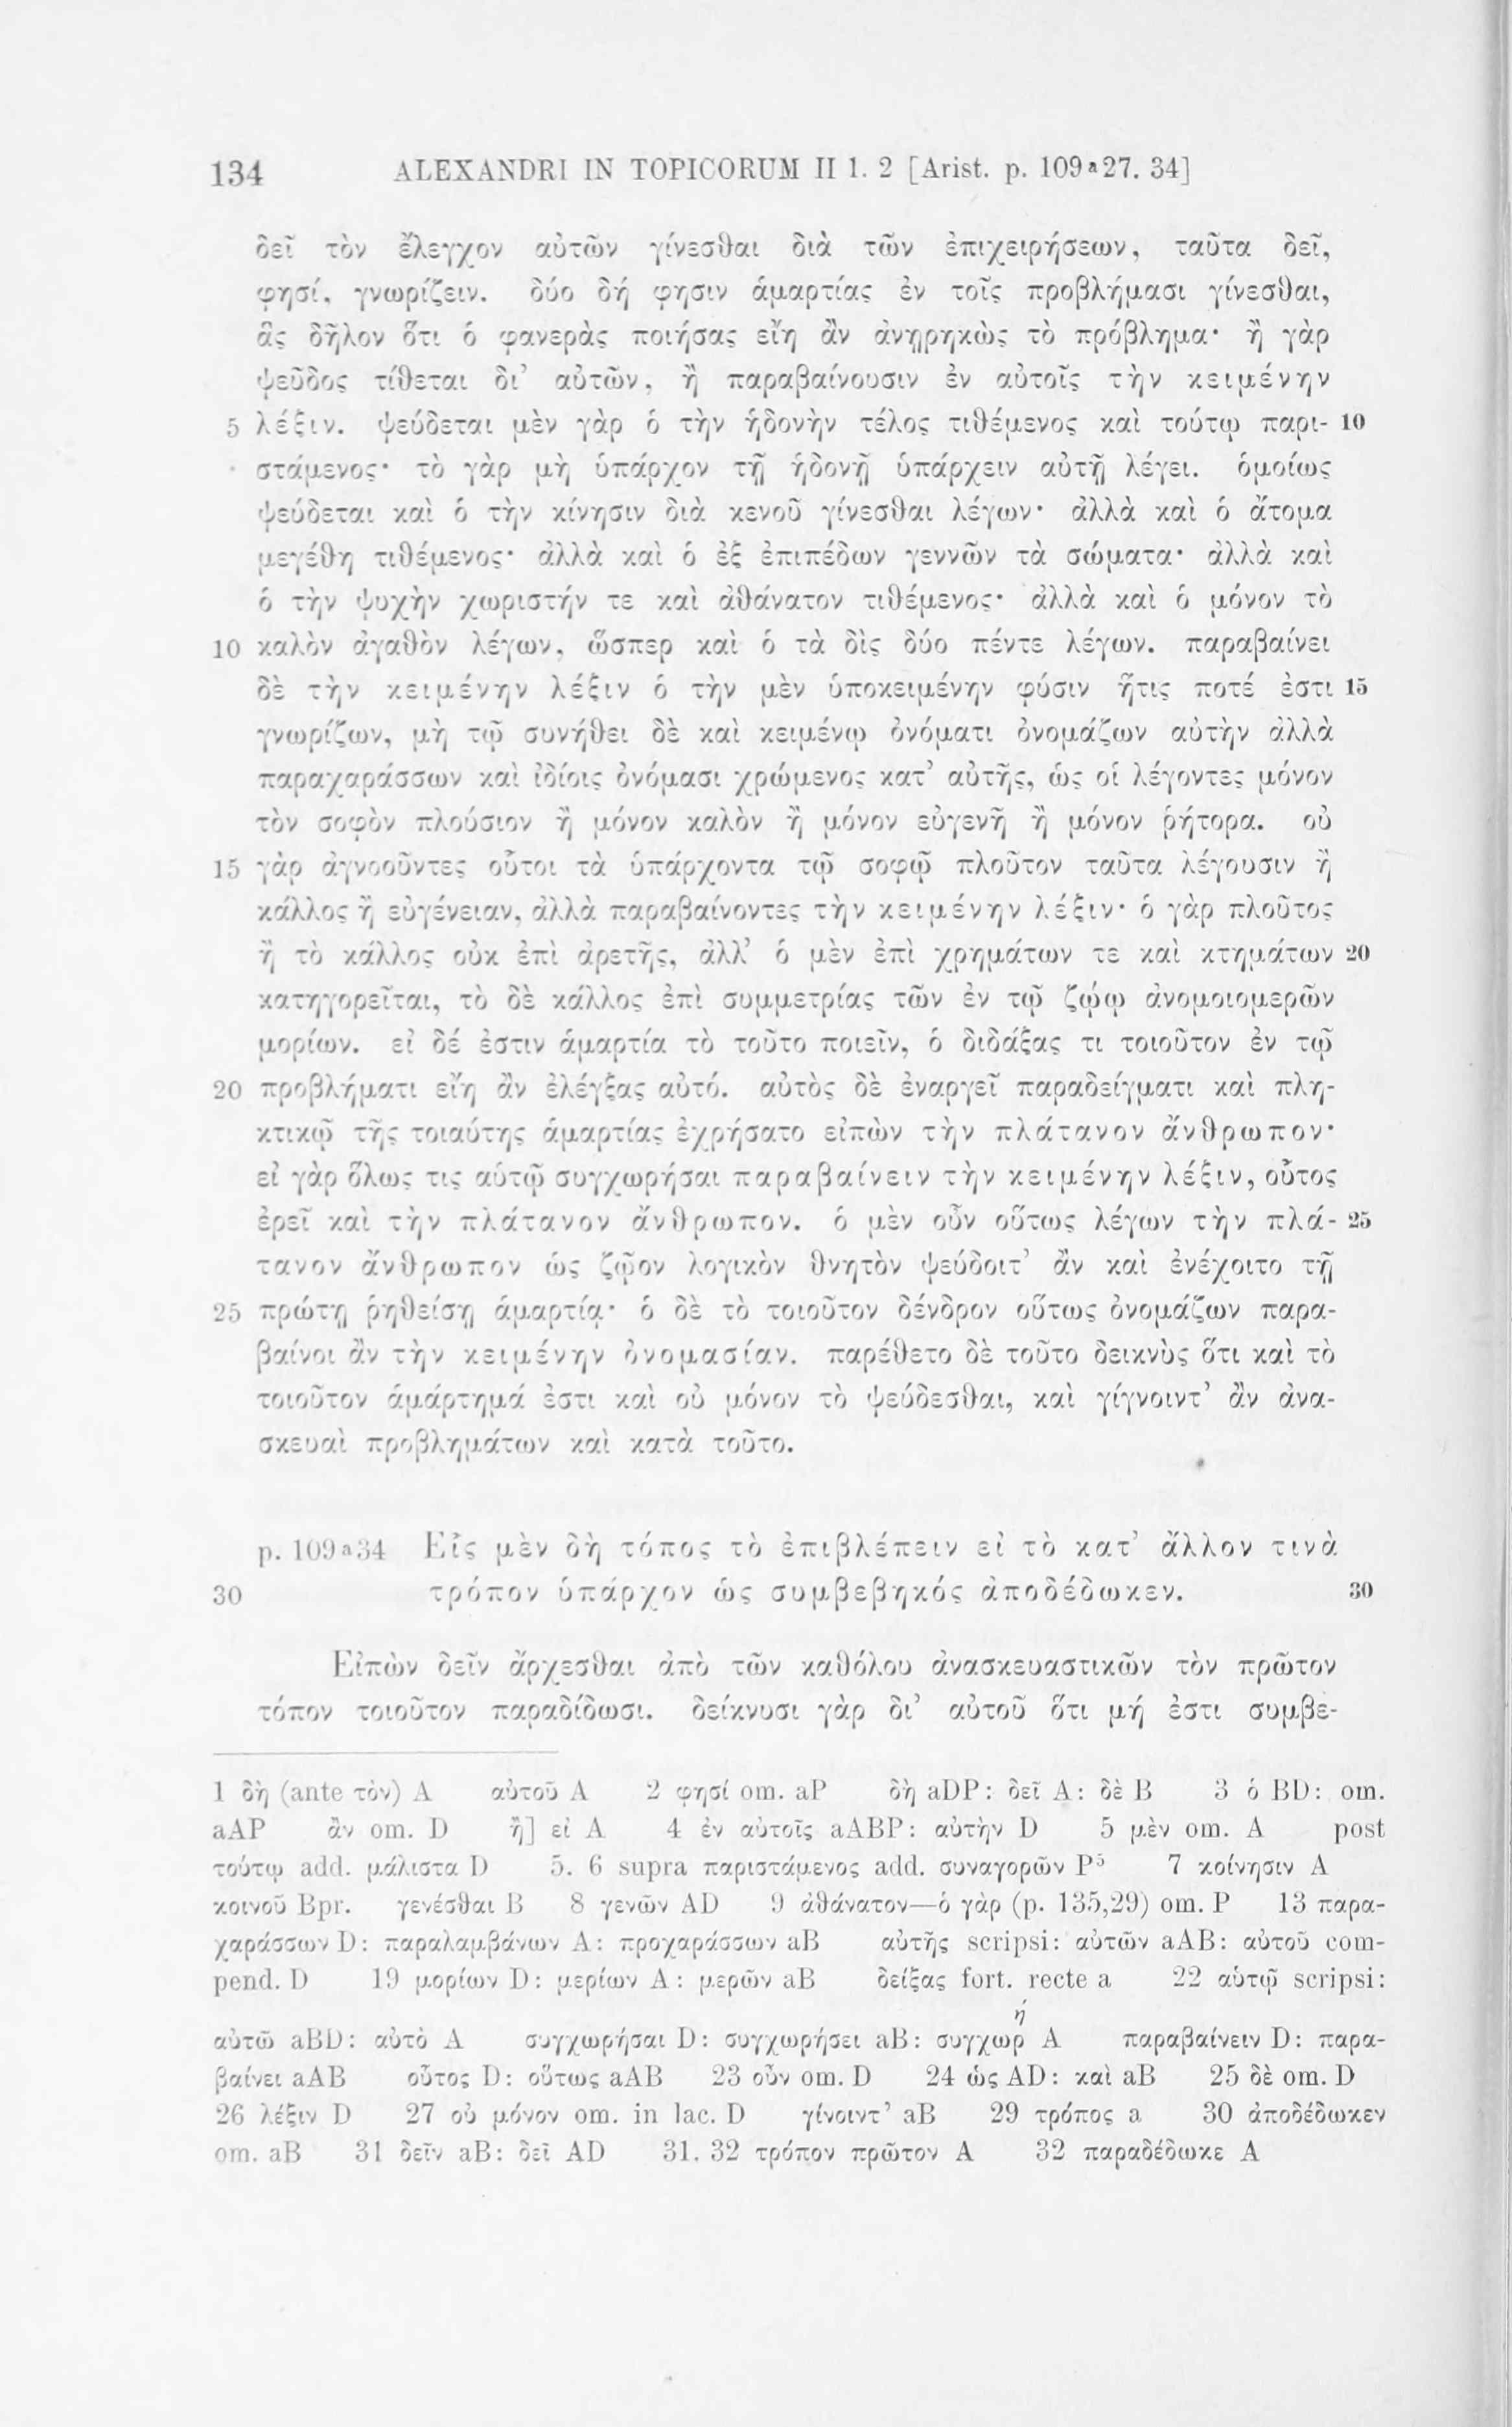 134 ALEXANDRI IN TOPICORUM II 1. 2 [Arist. p. 109a27. 34]
δεῖ τὸν ἔλεγχον αὐτῶν γίνεσθαι διὰ τῶν ἐπιχειρήσεων, ταῦτα δεῖ,
φησί, γνωρίζειν. δύο δή φησιν ἁμαρτίας ἐν τοῖς προβλήμασι γίνεσθαι,
ἃς δῆλον ὅτι ὁ φανερὰς ποιήσας εἴη ἂν ἀνῃρηκὼς τὸ πρόβλημα· ἢ γὰρ
ψεῦδος τίθεται δι’ αὐτῶν, ἢ παραβαίνουσιν ἐν αὐτοῖς τὴν κειμένην
5 λέξιν. ψεύδεται μὲν γὰρ ὁ τὴν ἡδονὴν τέλος τιθέμενος καὶ τούτῳ παρι- 10
στάμενος· τὸ γὰρ μὴ ὑπάρχον τῇ ἡδονῇ ὑπάρχειν αὐτῇ λέγει. ὁμοίως
ψεύδεται καὶ ὁ τὴν κίνησιν διὰ κενοῦ γίνεσθαι λέγων· ἀλλὰ καὶ ὁ ἄτομα
μεγέθη τιθέμενος· ἀλλὰ καὶ ὁ ἐξ ἐπιπέδων γεννῶν τὰ σώματα· ἀλλὰ καὶ
ὁ τὴν ψυχὴν χωριστήν τε καὶ ἀθάνατον τιθέμενος· ἀλλὰ καὶ ὁ μόνον τὸ
10 καλὸν ἀγαθὸν λέγων, ὥσπερ καὶ ὁ τὰ δὶς δύο πέντε λέγων. παραβαίνει
δὲ τὴν κειμένην λέξιν ὁ τὴν μὲν ὑποκειμένην φύσιν ἥτις ποτέ ἐστι 15
γνωρίζων, μὴ τῷ συνήθει δὲ καὶ κειμένῳ ὀνόματι ὀνομάζων αὐτὴν ἀλλὰ
παραχαράσσων καὶ ἰδίοις ὀνόμασι χρώμενος κατ’ αὐτῆς, ὡς οἱ λέγοντες μόνον
τὸν σοφὸν πλούσιον ἢ μόνον καλὸν ἢ μόνον εὐγενῆ ἢ μόνον ῥήτορα. οὐ
15 γὰρ ἀγνοοῦντες οὗτοι τὰ ὑπάρχοντα τῷ σοφῷ πλοῦτον ταῦτα λέγουσιν ἢ
κάλλος ἢ εὐγένειαν, ἀλλὰ παραβαίνοντες τὴν κειμένην λέξιν· ὁ γὰρ πλοῦτος
ἢ τὸ κάλλος οὐκ ἐπὶ ἀρετῆς, ἀλλ’ ὁ μὲν ἐπὶ χρημάτων τε καὶ κτημάτων 20
κατηγορεῖται, τὸ δὲ κάλλος ἐπὶ συμμετρίας τῶν ἐν τῷ ζῴῳ ἀνομοιομερῶν
μορίων. εἰ δέ ἐστιν ἁμαρτία τὸ τοῦτο ποιεῖν, ὁ διδάξας τι τοιοῦτον ἐν τῷ
20 προβλήματι εἴη ἂν ἐλέγξας αὐτό. αὐτὸς δὲ ἐναργεῖ παραδείγματι καὶ πλη-
κτικῷ τῆς τοιαύτης ἁμαρτίας ἐχρήσατο εἰπὼν τὴν πλάτανον ἄνθρωπον·
εἰ γὰρ ὅλως τις αὑτῷ συγχωρήσαι παραβαίνειν τὴν κειμένην λέξιν, οὗτος
ἐρεῖ καὶ τὴν πλάτανον ἄνθρωπον. ὁ μὲν οὖν οὕτως λέγων τὴν πλά- 25
τανον ἄνθρωπον ὡς ζῷον λογικὸν θνητὸν ψεύδοιτ’ ἂν καὶ ἐνέχοιτο τῇ
25 πρώτῃ ῥηθείσῃ ἁμαρτίᾳ· ὁ δὲ τὸ τοιοῦτον δένδρον οὕτως ὀνομάζων παρα-
βαίνοι ἂν τὴν κειμένην ὀνομασίαν. παρέθετο δὲ τοῦτο δεικνὺς ὅτι καὶ τὸ
τοιοῦτον ἁμάρτημά ἐστι καὶ οὐ μόνον τὸ ψεύδεσθαι, καὶ γίγνοιντ’ ἂν ἀνα-
σκευαὶ προβλημάτων καὶ κατὰ τοῦτο.
p. 109a34 Εἷς μὲν δὴ τόπος τὸ ἐπιβλέπειν εἰ τὸ κατ’ ἄλλον τινὰ
30 τρόπον ὑπάρχον ὡς συμβεβηκός ἀποδέδωκεν. 30
Εἰπὼν δεῖν ἄρχεσθαι ἀπὸ τῶν καθόλου ἀνασκευαστικῶν τὸν πρῶτον
τόπον τοιοῦτον παραδίδωσι. δείκνυσι γὰρ δι’ αὐτοῦ ὅτι μή ἐστι συμβε-
1 δὴ (ante τὸν) A αὐτοῦ A 2 φησί om. aP δὴ aDP: δεῖ A: δὲ B 3 ὁ BD: om.
aAP ἂν om. D ἢ] εἰ A 4 ἐν αὐτοῖς aABP: αὐτὴν D 5 μὲν om. A post
τούτῳ add. μάλιστα D 5. 6 supra παριστάμενος add. συναγορῶν P⁵ 7 κοίνησιν A
κοινοῦ Bpr. γενέσθαι B 8 γενῶν AD 9 ἀθάνατον—ὁ γὰρ (p. 135,29) om. P 13 παρα-
χαράσσων D: παραλαμβάνων A: προχαράσσων aB αὐτῆς scripsi: αὐτῶν aAB: αὐτοῦ com-
pend. D 19 μορίων D: μερίων A: μερῶν aB δείξας fort. recte a 22 αὑτῷ scripsi:
αὐτῶ aBD: αὐτὸ A συγχωρήσαι D: συγχωρήσει aB: συγχωρή A παραβαίνειν D: παρα-
βαίνει aAB οὗτος D: οὕτως aAB 23 οὖν om. D 24 ὡς AD: καὶ aB 25 δὲ om. D
26 λέξιν D 27 οὐ μόνον om. in lac. D γίνοιντ’ aB 29 τρόπος a 30 ἀποδέδωκεν
om. aB 31 δεῖν aB: δεῖ AD 31. 32 τρόπον πρῶτον A 32 παραδέδωκε A